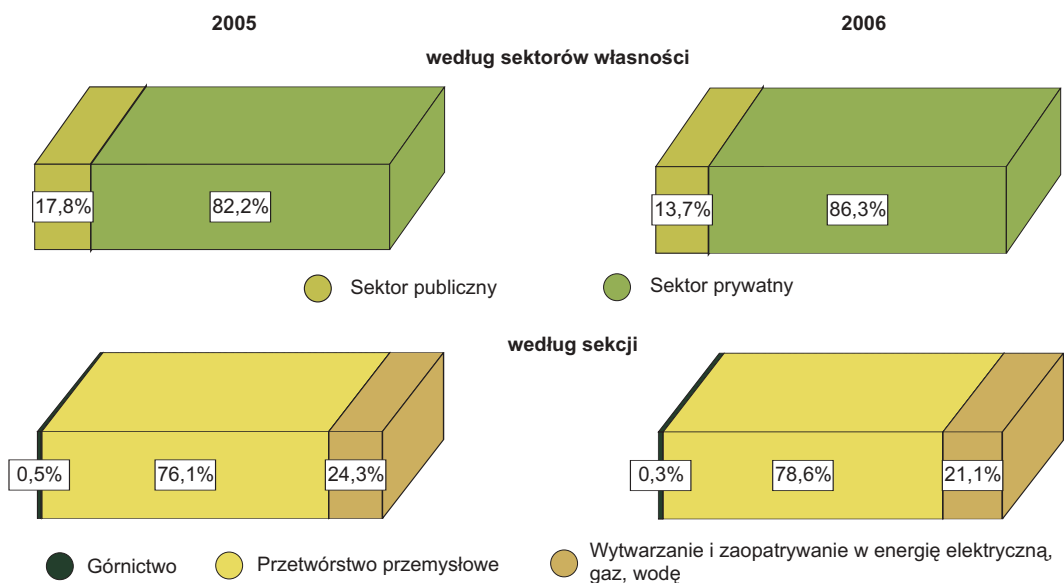 2005 2006
według sektorów własności
17,8% 82,2% 13,7% 86,3%
Sektor publiczny Sektor prywatny
według sekcji
0,5% 76,1% 24,3% 0,3% 78,6% 21,1%
Górnictwo Przetwórstwo przemysłowe Wytwarzanie i zaopatrywanie w energię elektryczną,
gaz, wodę